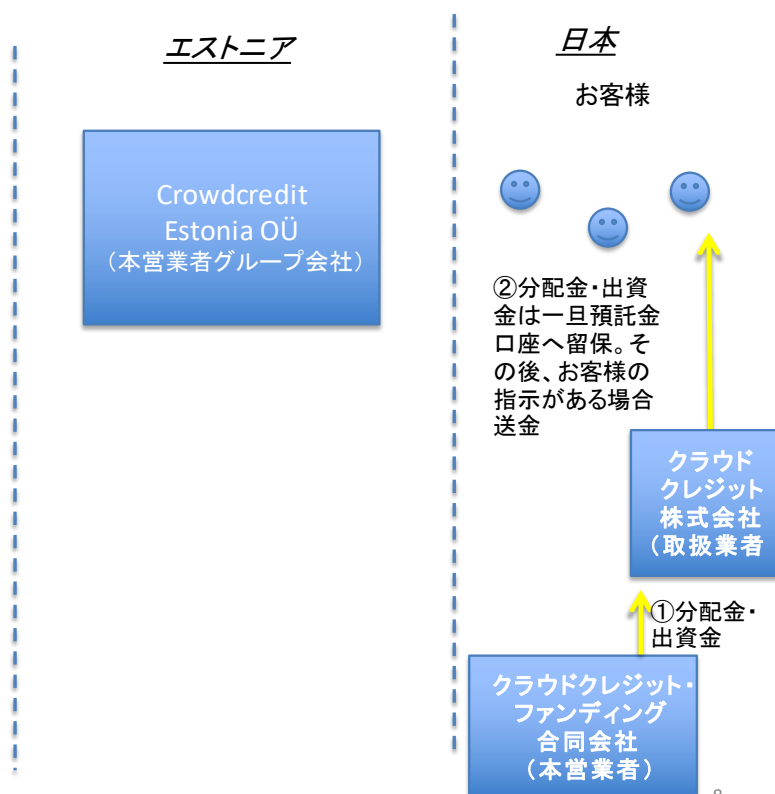 エストニア
日本
お客様
Crowdcredit
Estonia OÜ
（本営業者グループ会社）
②分配金・出資
金は一旦預託金
口座へ留保。そ
の後、お客様の
指示がある場合
送金
クラウド
クレジット
株式会社
（取扱業者
①分配金・
出資金
クラウドクレジット・
ファンディング
合同会社
（本営業者）